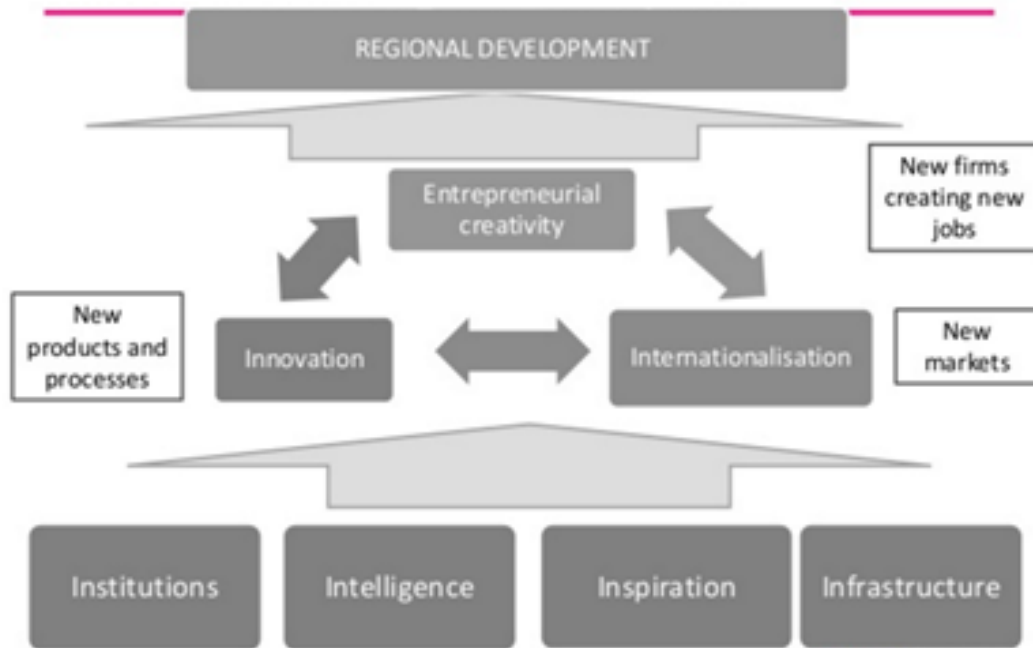 REGIONAL DEVELOPMENT
Entrepreneurial
creativity
New firms
creating new
jobs
New
products and
processes
Innovation
Internationalisation
New
markets
Institutions
Intelligence
Inspiration
Infrastructure